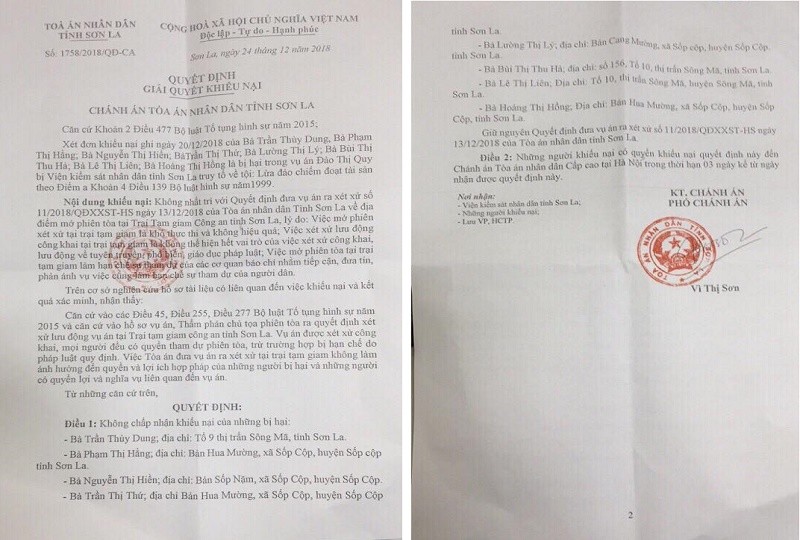 TOÀ ÁN NHÂN DÂN
TỈNH SƠN LA
CỘNG HOÀ XÃ HỘI CHỦ NGHĨA VIỆT NAM
Độc lập - Tự do - Hạnh phúc
Số: 1758/2018/QĐ-CA
Sơn La, ngày 24 tháng 12 năm 2018
QUYẾT ĐỊNH
GIẢI QUYẾT KHIẾU NẠI
CHÁNH ÁN TÒA ÁN NHÂN DÂN TỈNH SƠN LA
Căn cứ Khoản 2 Điều 477 Bộ luật Tố tụng hình sự năm 2015;
Xét đơn khiếu nại ghi ngày 20/12/2018 của Bà Trần Thùy Dung, Bà Phạm
Thị Hằng; Bà Nguyễn Thị Hiền; Bà Trần Thị Thứ; Bà Lường Thị Lý; Bà Bùi Thị
Thu Hà; Bà Lê Thị Liên; Bà Hoàng Thị Hồng là bị hại trong vụ án Đào Thị Quy
bị Viện kiểm sát nhân dân tỉnh Sơn La truy tố về tội: Lừa đảo chiếm đoạt tài sản
theo Điểm a Khoản 4 Điều 139 Bộ luật hình sự năm1999.
Nội dung khiếu nại: Không nhất trí với Quyết định đưa vụ án ra xét xử số
11/2018/QĐXXST-HS ngày 13/12/2018 của Tòa án nhân dân tỉnh Sơn La về địa
điểm mở phiên tòa tại Trại Tạm giam Công an tỉnh Sơn La, lý do: Việc mở phiên
xét xử tại trại tạm giam là khó thực thi và không hiệu quả; Việc xét xử lưu động
công khai tại trại tạm giam là không thể hiện hết vai trò của việc xét xử công khai,
lưu động về tuyên truyền, phổ biến, giáo dục pháp luật; Việc mở phiên tòa tại trại
tạm giam làm hạn chế sự tham dự của các cơ quan báo chí nhằm tiếp cận, đưa tin,
phản ánh vụ việc cũng làm hạn chế sự tham dự của người dân.
Trên cơ sở nghiên cứu hồ sơ tài liệu có liên quan đến việc khiếu nại và kết
quả xác minh, nhận thấy:
Căn cứ vào các Điều 45, Điều 255, Điều 277 Bộ luật Tố tụng hình sự năm
2015 và căn cứ vào hồ sơ vụ án, Thẩm phán chủ tọa phiên tòa ra quyết định xét
xử lưu động vụ án tại Trại tạm giam công an tỉnh Sơn La. Vụ án được xét xử công
khai, mọi người đều có quyền tham dự phiên tòa, trừ trường hợp bị hạn chế do
pháp luật quy định. Việc Tòa án đưa vụ án ra xét xử tại trại tạm giam không làm
ảnh hưởng đến quyền và lợi ích hợp pháp của những người bị hại và những người
có quyền lợi và nghĩa vụ liên quan đến vụ án.
Từ những căn cứ trên,
QUYẾT ĐỊNH:
Điều 1: Không chấp nhận khiếu nại của những bị hại:
- Bà Trần Thùy Dung; địa chỉ: Tổ 9 thị trấn Sông Mã, tỉnh Sơn La.
- Bà Phạm Thị Hằng; địa chỉ: Bản Hua Mường, xã Sốp Cộp, huyện Sốp cộp
tỉnh Sơn La.
- Bà Nguyễn Thị Hiền; địa chỉ: Bản Sốp Nặm, xã Sốp Cộp, huyện Sốp Cộp.
- Bà Trần Thị Thứ; địa chỉ Bản Hua Mường, xã Sốp Cộp, huyện Sốp Cộp
tỉnh Sơn La.
- Bà Lường Thị Lý; địa chỉ: Bản Cang Mường, xã Sốp Cộp, huyện Sốp Cộp.
tỉnh Sơn La.
- Bà Bùi Thị Thu Hà; địa chỉ: số 150, Tổ 10, thị trấn Sông Mã, tỉnh Sơn La.
- Bà Lê Thị Liên; Địa chỉ: Tổ 10, thị trấn Sông Mã, huyện Sông Mã, tỉnh
Sơn La.
- Bà Hoàng Thị Hồng; Địa chỉ: Bản Hua Mường, xã Sốp Cộp, huyện Sốp
Cộp, tỉnh Sơn La.
Giữ nguyên Quyết định đưa vụ án ra xét xử số 11/2018/QĐXXST-HS ngày
13/12/2018 của Tòa án nhân dân tỉnh Sơn La.
Điều 2: Những người khiếu nại có quyền khiếu nại quyết định này đến
Chánh án Tòa án nhân dân Cấp cao tại Hà Nội trong thời hạn 03 ngày kể từ ngày
nhận được quyết định này.
Nơi nhận:
- Viện kiểm sát nhân dân tỉnh Sơn La;
- Những người khiếu nại;
- Lưu VP, HCTP.
KT. CHÁNH ÁN
PHÓ CHÁNH ÁN
TOÀ ÁN NHÂN DÂN TỈNH SƠN LA
Vì Thị Sơn
2